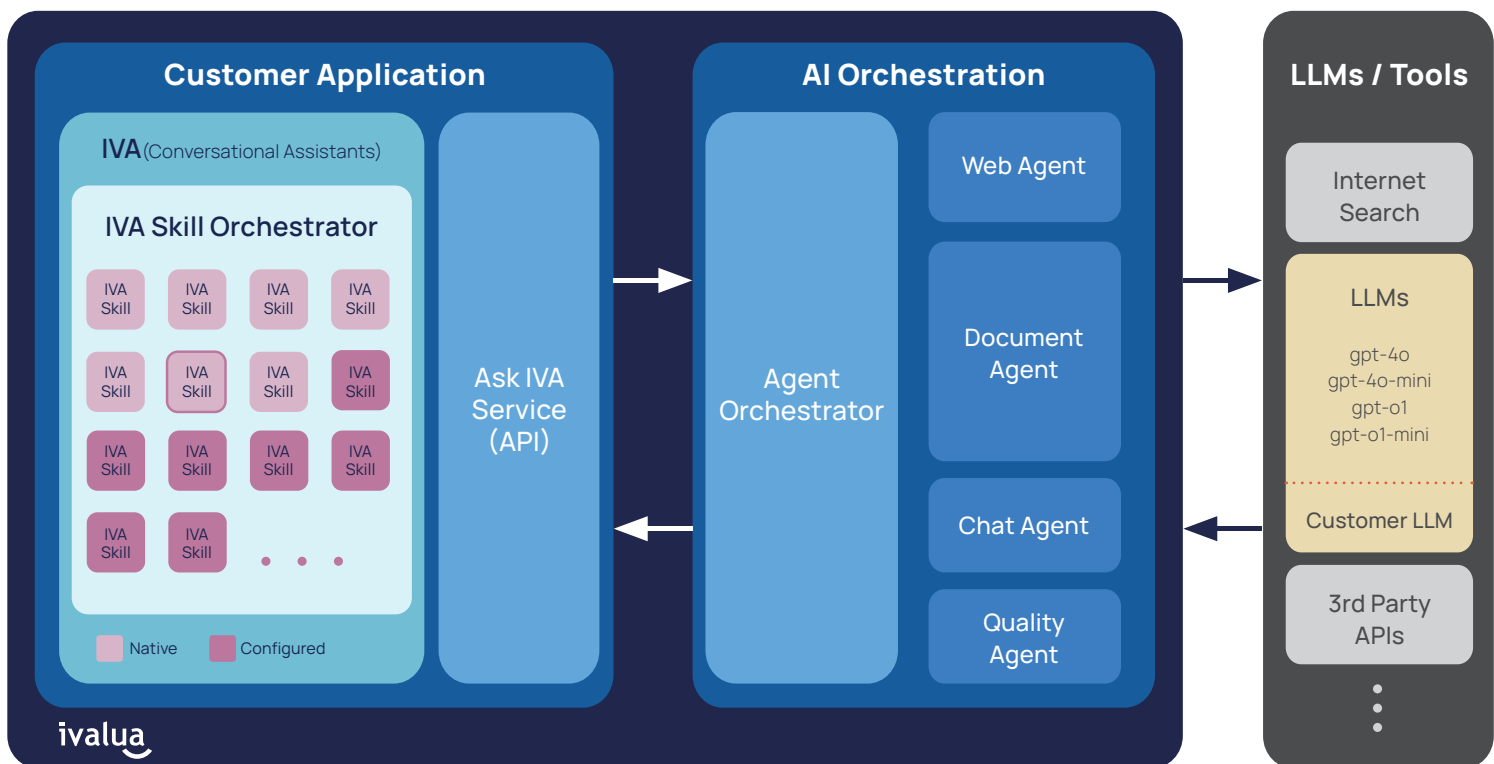 Customer Application
IVA (Conversational Assistants)
IVA Skill Orchestrator
IVA
Skill
IVA
Skill
IVA
Skill
IVA
Skill
IVA
Skill
IVA
Skill
IVA
Skill
IVA
Skill
IVA
Skill
IVA
Skill
IVA
Skill
IVA
Skill
IVA
Skill
IVA
Skill
Native
Configured
Ask IVA
Service
(API)
AI Orchestration
Agent
Orchestrator
Web Agent
Document
Agent
Chat Agent
Quality
Agent
LLMs / Tools
Internet
Search
LLMs
gpt-4o
gpt-4o-mini
gpt-o1
gpt-o1-mini
Customer LLM
3rd Party
APIs
ivalua